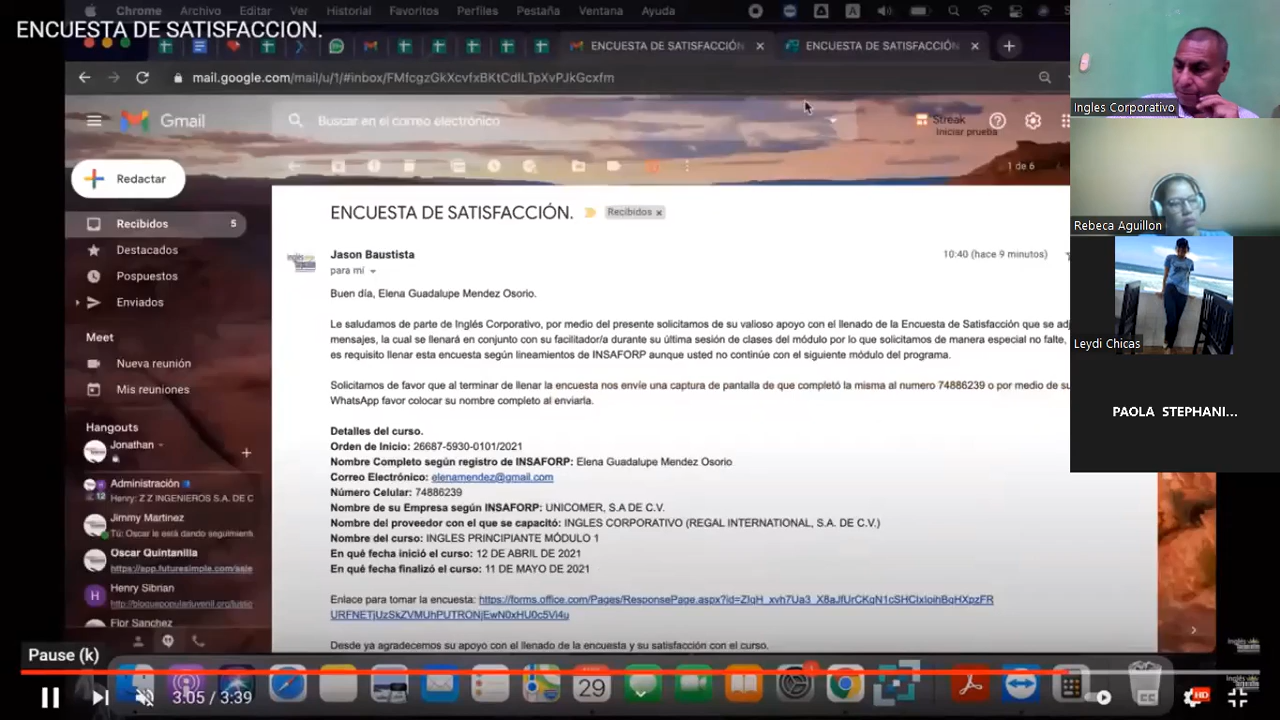 Chrome Archivo Editar Ver Historial Favoritos Perfiles Pestaña Ventana Ayuda
ENCUESTA DE SATISFACCION.
ENCUESTA DE SATISFACCIÓN
ENCUESTA DE SATISFACCIÓN
mail.google.com/mail/u/1/#inbox/FMfcgzGkXcvfxBKtCdlLTpXvPJkGcxfm
Gmail
Buscar en el correo electrónico
Streak
Iniciar prueba
1 de 6
Redactar
Recibidos 5
Destacados
Pospuestos
Enviados
Meet
Nueva reunión
Mis reuniones
Hangouts
Jonathan
Administración
12 Henry: Z Z INGENIEROS S.A. DE C
Jimmy Martinez
Tú: Oscar le está dando seguimient
Oscar Quintanilla
https://app.futuresimple.com/sale
Henry Sibrian
http://bloquepopularjuvenil.org/justic
Flor Sanchez
ENCUESTA DE SATISFACCIÓN.
Recibidos x
Jason Baustista
10:40 (hace 9 minutos)
para mí
Buen día, Elena Guadalupe Mendez Osorio.
Le saludamos de parte de Inglés Corporativo, por medio del presente solicitamos de su valioso apoyo con el llenado de la Encuesta de Satisfacción que se adj
mensajes, la cual se llenará en conjunto con su facilitador/a durante su última sesión de clases del módulo por lo que solicitamos de manera especial no falte,
es requisito llenar esta encuesta según lineamientos de INSAFORP aunque usted no continúe con el siguiente módulo del programa.
Solicitamos de favor que al terminar de llenar la encuesta nos envíe una captura de pantalla de que completó la misma al numero 74886239 o por medio de su
WhatsApp favor colocar su nombre completo al enviarla.
Detalles del curso.
Orden de Inicio: 26687-5930-0101/2021
Nombre Completo según registro de INSAFORP: Elena Guadalupe Mendez Osorio
Correo Electrónico: elenamendez@gmail.com
Número Celular: 74886239
Nombre de su Empresa según INSAFORP: UNICOMER, S.A DE C.V.
Nombre del proveedor con el que se capacitó: INGLES CORPORATIVO (REGAL INTERNATIONAL, S.A. DE C.V.)
Nombre del curso: INGLES PRINCIPIANTE MÓDULO 1
En qué fecha inició el curso: 12 DE ABRIL DE 2021
En qué fecha finalizó el curso: 11 DE MAYO DE 2021
Enlace para tomar la encuesta:
Desde ya agradecemos su apoyo con el llenado de la encuesta y su satisfacción con el curso.
Ingles Corporativo
Rebeca Aguillon
Leydi Chicas
PAOLA STEPHANI...
Pause (k)
29
3:05 / 3:39
HD